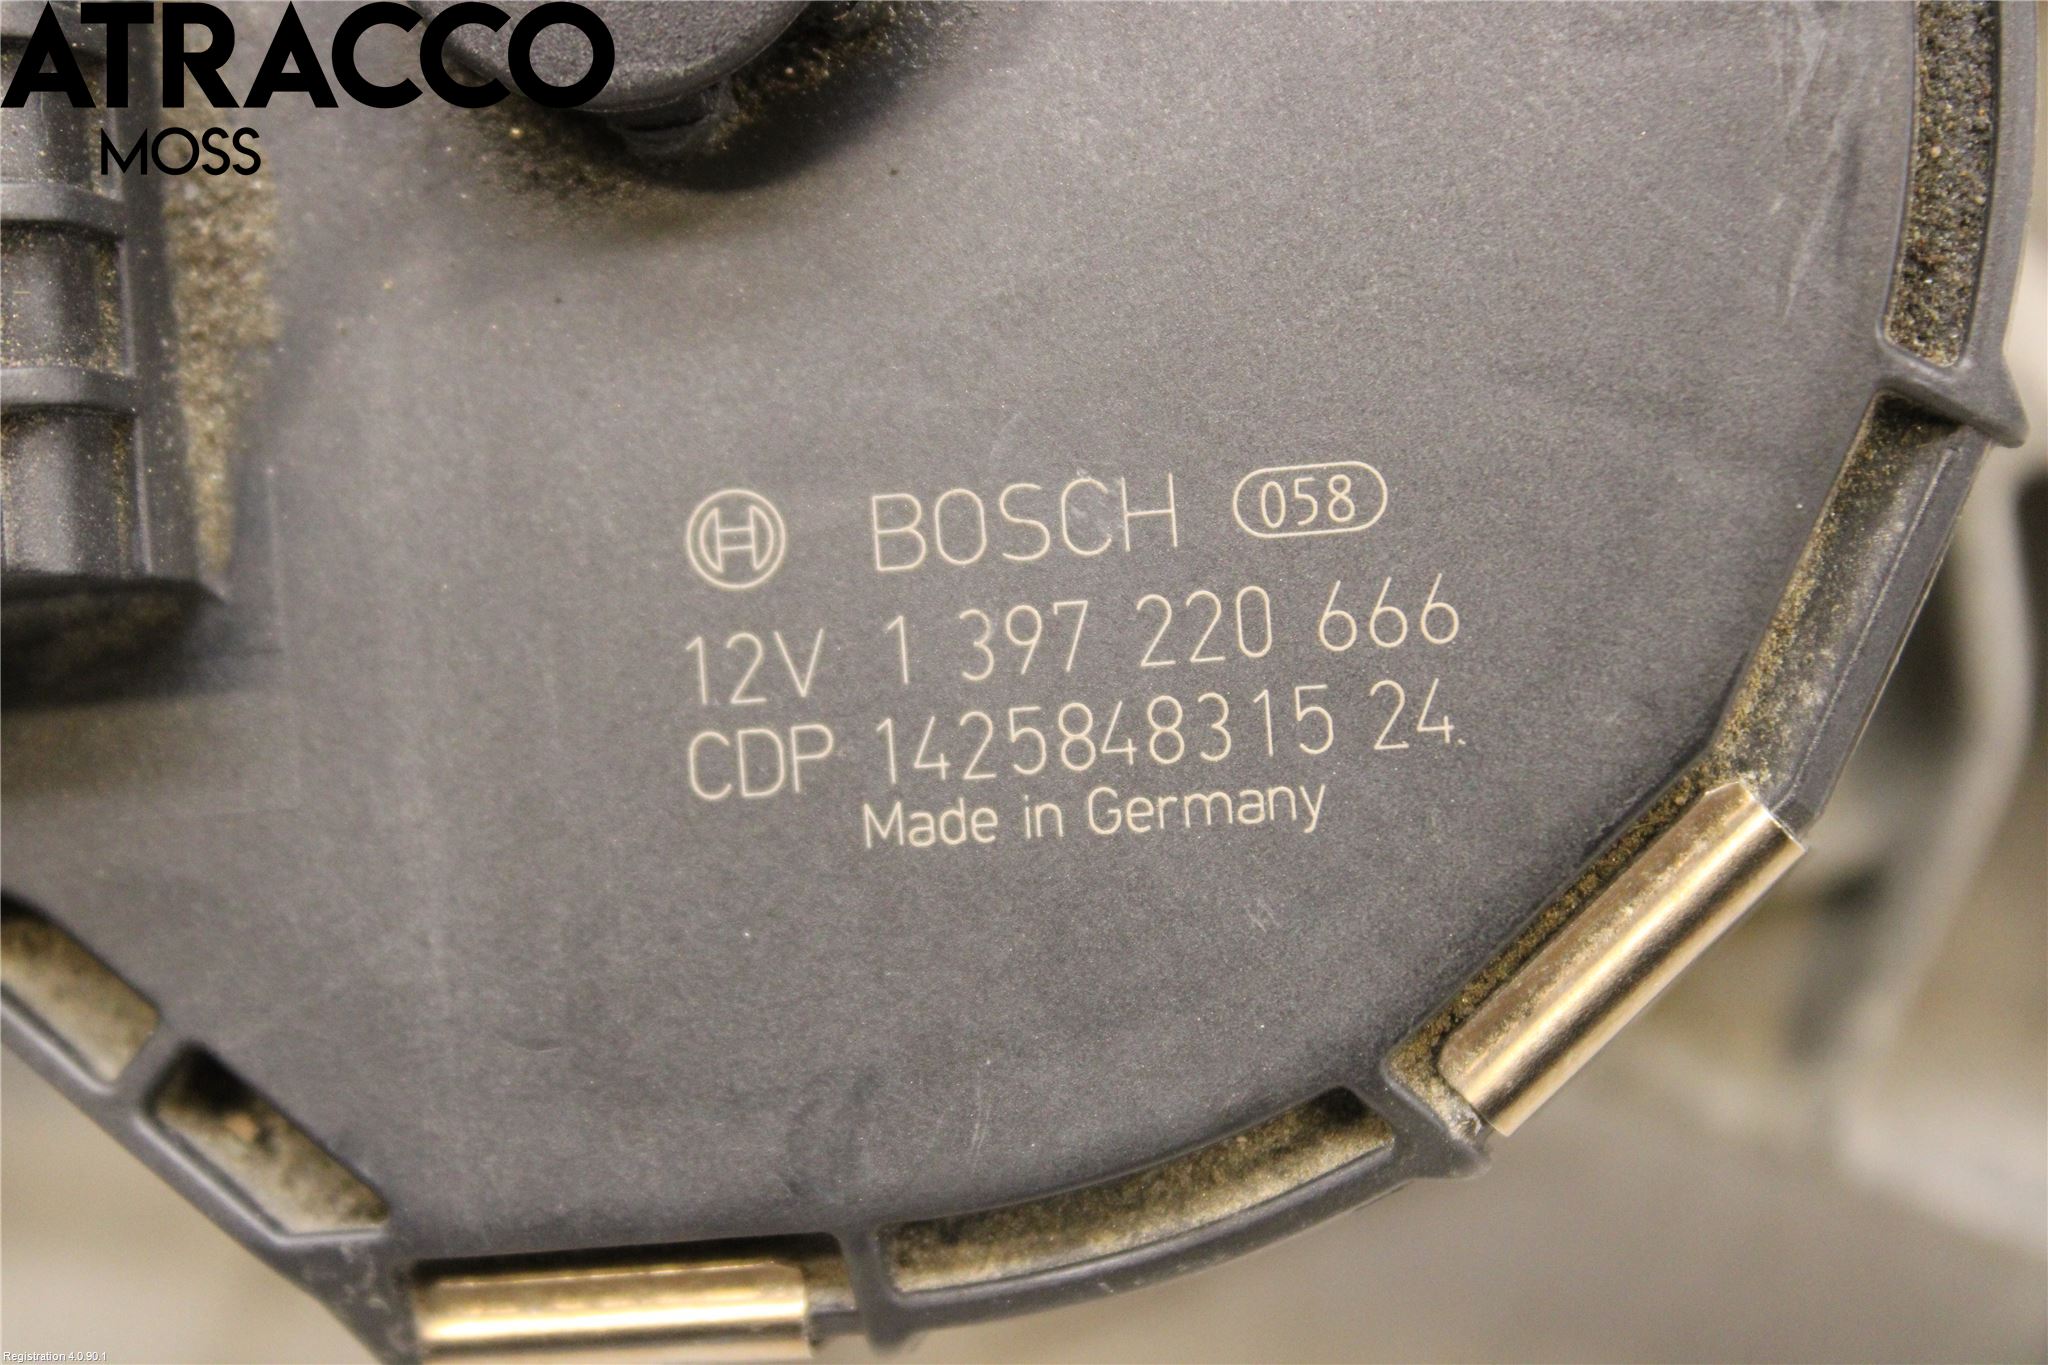 ATRACCO
MOSS
BOSCH 058
12V 1 397 220 666
CDP 1425848315 24.
Made in Germany
Registration 4.0.90.1